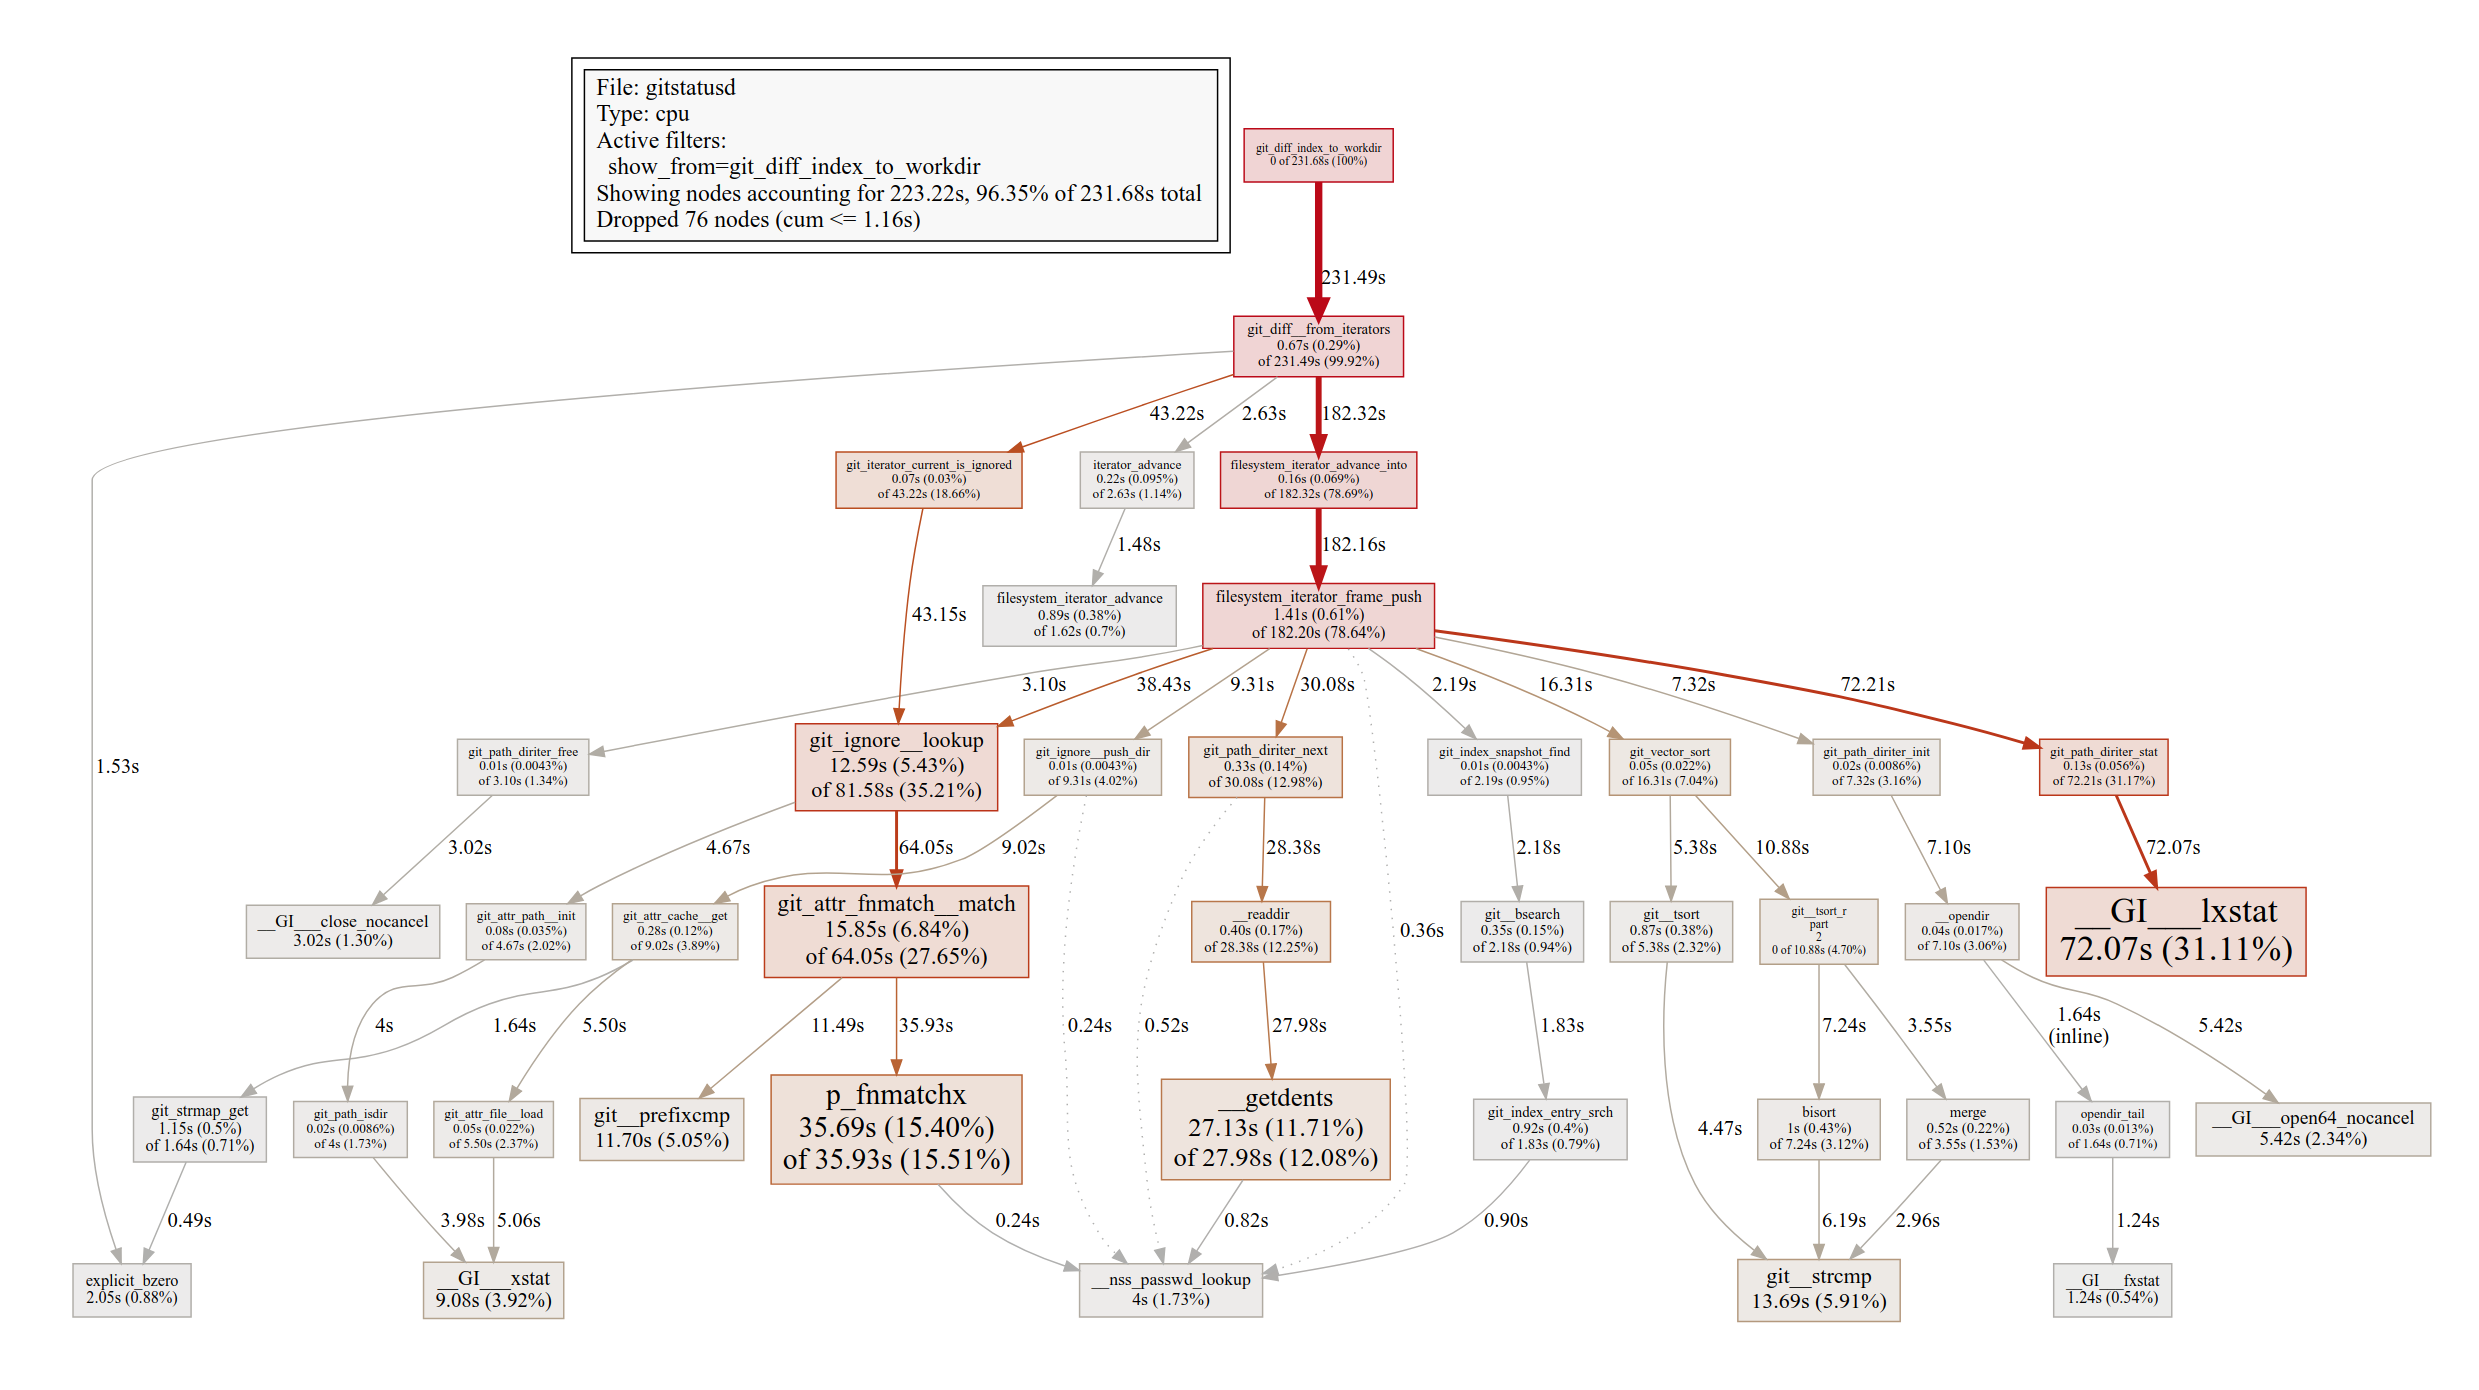 File: gitstatusd
Type: cpu
Active filters:
show_from=git_diff_index_to_workdir
Showing nodes accounting for 223.22s, 96.35% of 231.68s total
Dropped 76 nodes (cum <= 1.16s)
git_diff_index_to_workdir
0 of 231.68s (100%)
231.49s
git_diff__from_iterators
0.67s (0.29%)
of 231.49s (99.92%)
43.22s
2.63s
182.32s
git_iterator_current_is_ignored
0.07s (0.03%)
of 43.22s (18.66%)
iterator_advance
0.22s (0.095%)
of 2.63s (1.14%)
filesystem_iterator_advance_into
0.16s (0.069%)
of 182.32s (78.69%)
1.48s
182.16s
43.15s
filesystem_iterator_advance
0.89s (0.38%)
of 1.62s (0.7%)
filesystem_iterator_frame_push
1.41s (0.61%)
of 182.20s (78.64%)
3.10s
38.43s
9.31s
30.08s
2.19s
16.31s
7.32s
72.21s
1.53s
git_path_diriter_free
0.01s (0.0043%)
of 3.10s (1.34%)
git_ignore__lookup
12.59s (5.43%)
of 81.58s (35.21%)
git_ignore__push_dir
0.01s (0.0043%)
of 9.31s (4.02%)
git_path_diriter_next
0.33s (0.14%)
of 30.08s (12.98%)
git_index_snapshot_find
0.01s (0.0043%)
of 2.19s (0.95%)
git_vector_sort
0.05s (0.022%)
of 16.31s (7.04%)
git_path_diriter_init
0.02s (0.0086%)
of 7.32s (3.16%)
git_path_diriter_stat
0.13s (0.056%)
of 72.21s (31.17%)
3.02s
4.67s
64.05s
9.02s
28.38s
2.18s
5.38s
10.88s
7.10s
72.07s
0.36s
__GI___close_nocancel
3.02s (1.30%)
git_attr_path__init
0.08s (0.035%)
of 4.67s (2.02%)
git_attr_cache__get
0.28s (0.12%)
of 9.02s (3.89%)
git_attr_fnmatch__match
15.85s (6.84%)
of 64.05s (27.65%)
__readdir
0.40s (0.17%)
of 28.38s (12.25%)
git__bsearch
0.35s (0.15%)
of 2.18s (0.94%)
git__tsort
0.87s (0.38%)
of 5.38s (2.32%)
git__tsort_r
part
2
0 of 10.88s (4.70%)
__opendir
0.04s (0.017%)
of 7.10s (3.06%)
__GI___lxstat
72.07s (31.11%)
4s
1.64s
5.50s
11.49s
35.93s
0.24s
0.52s
27.98s
1.83s
7.24s
3.55s
1.64s
(inline)
5.42s
git_strmap_get
1.15s (0.5%)
of 1.64s (0.71%)
git_path_isdir
0.02s (0.0086%)
of 4s (1.73%)
git_attr_file__load
0.05s (0.022%)
of 5.50s (2.37%)
git__prefixcmp
11.70s (5.05%)
p_fnmatchx
35.69s (15.40%)
of 35.93s (15.51%)
__getdents
27.13s (11.71%)
of 27.98s (12.08%)
git_index_entry_srch
0.92s (0.4%)
of 1.83s (0.79%)
4.47s
bisort
1s (0.43%)
of 7.24s (3.12%)
merge
0.52s (0.22%)
of 3.55s (1.53%)
opendir_tail
0.03s (0.013%)
of 1.64s (0.71%)
__GI___open64_nocancel
5.42s (2.34%)
0.49s
3.98s
5.06s
0.24s
0.82s
0.90s
6.19s
2.96s
1.24s
explicit_bzero
2.05s (0.88%)
__GI___xstat
9.08s (3.92%)
__nss_passwd_lookup
4s (1.73%)
git__strcmp
13.69s (5.91%)
__GI___fxstat
1.24s (0.54%)